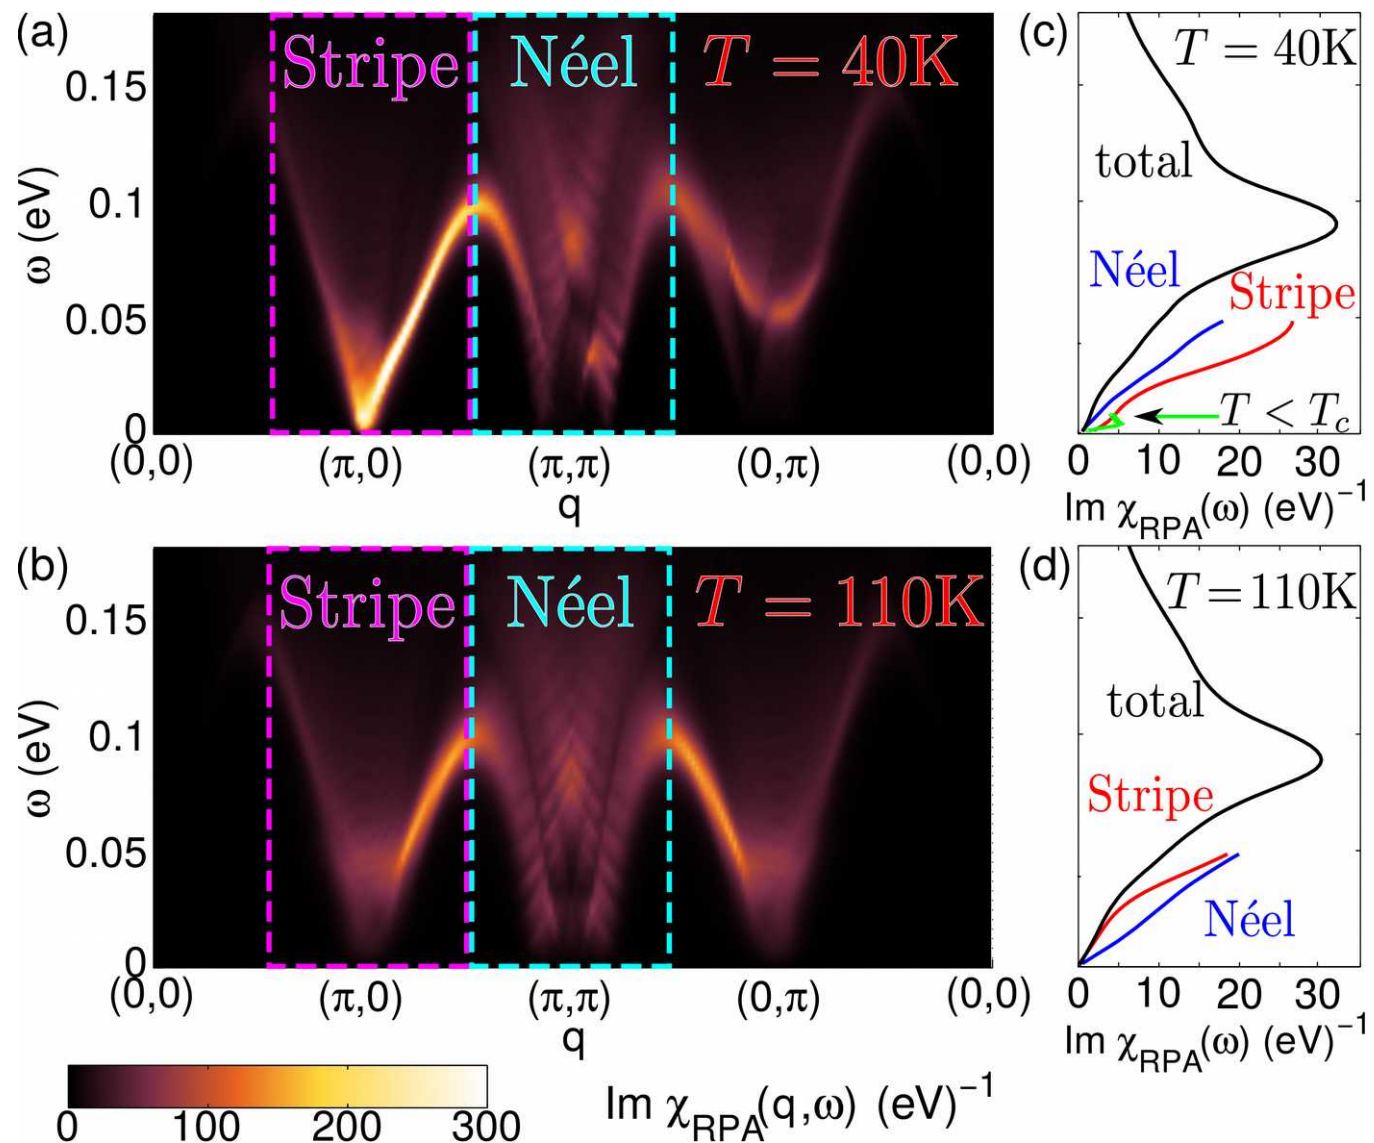 (a)
Stripe
Néel
T = 40K
0.15
0.1
0.05
0
ω (eV)
(0,0)
(π,0)
(π,π)
(0,π)
(0,0)
q
(c)
T = 40K
total
Néel
Stripe
T < Tc
0
10
20
30
Im χRPA(ω) (eV)−1
(b)
Stripe
Néel
T = 110K
0.15
0.1
0.05
0
ω (eV)
(0,0)
(π,0)
(π,π)
(0,π)
(0,0)
q
(d)
T = 110K
total
Stripe
Néel
0
10
20
30
Im χRPA(ω) (eV)−1
0
100
200
300
Im χRPA(q,ω) (eV)−1